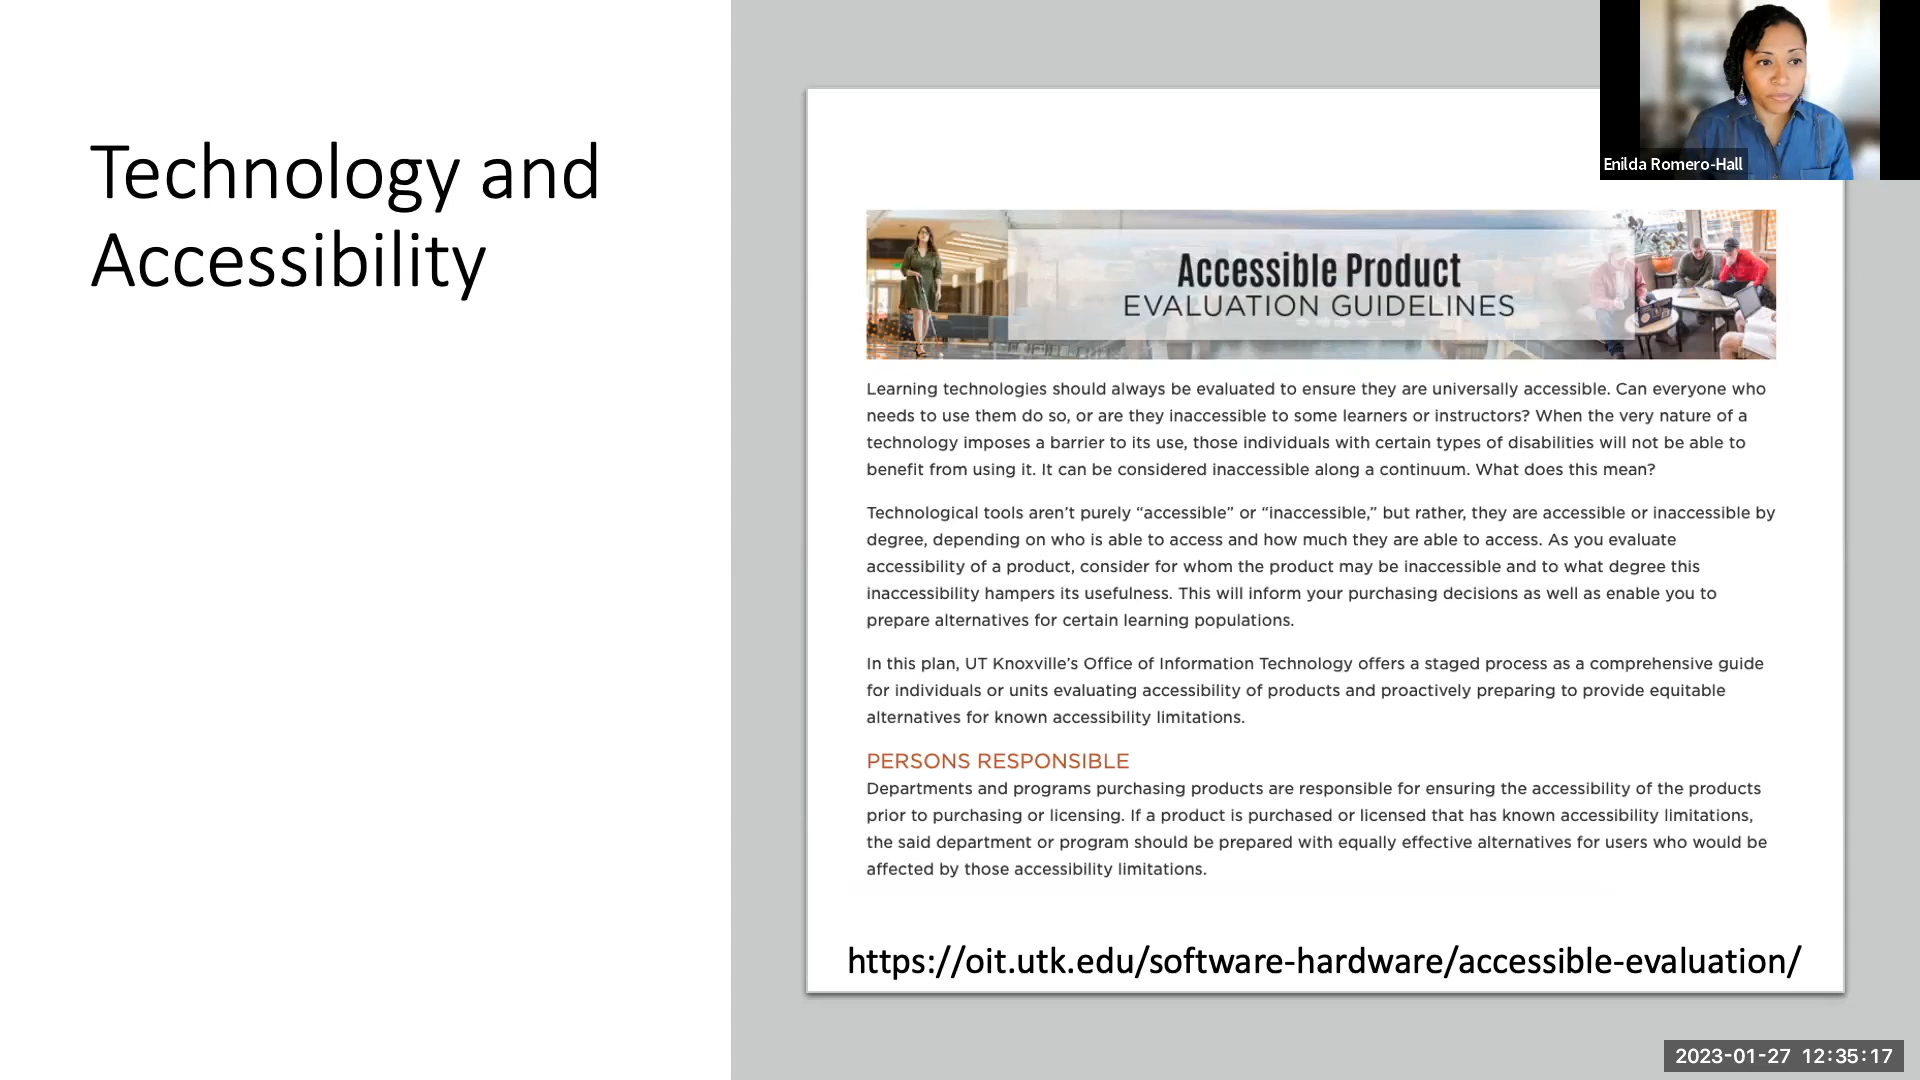 Technology and
Accessibility
Enilda Romero-Hall
Accessible Product
EVALUATION GUIDELINES
Learning technologies should always be evaluated to ensure they are universally accessible. Can everyone who
needs to use them do so, or are they inaccessible to some learners or instructors? When the very nature of a
technology imposes a barrier to its use, those individuals with certain types of disabilities will not be able to
benefit from using it. It can be considered inaccessible along a continuum. What does this mean?
Technological tools aren’t purely “accessible” or “inaccessible,” but rather, they are accessible or inaccessible by
degree, depending on who is able to access and how much they are able to access. As you evaluate
accessibility of a product, consider for whom the product may be inaccessible and to what degree this
inaccessibility hampers its usefulness. This will inform your purchasing decisions as well as enable you to
prepare alternatives for certain learning populations.
In this plan, UT Knoxville’s Office of Information Technology offers a staged process as a comprehensive guide
for individuals or units evaluating accessibility of products and proactively preparing to provide equitable
alternatives for known accessibility limitations.
PERSONS RESPONSIBLE
Departments and programs purchasing products are responsible for ensuring the accessibility of the products
prior to purchasing or licensing. If a product is purchased or licensed that has known accessibility limitations,
the said department or program should be prepared with equally effective alternatives for users who would be
affected by those accessibility limitations.
https://oit.utk.edu/software-hardware/accessible-evaluation/
2023-01-27 12:35:17